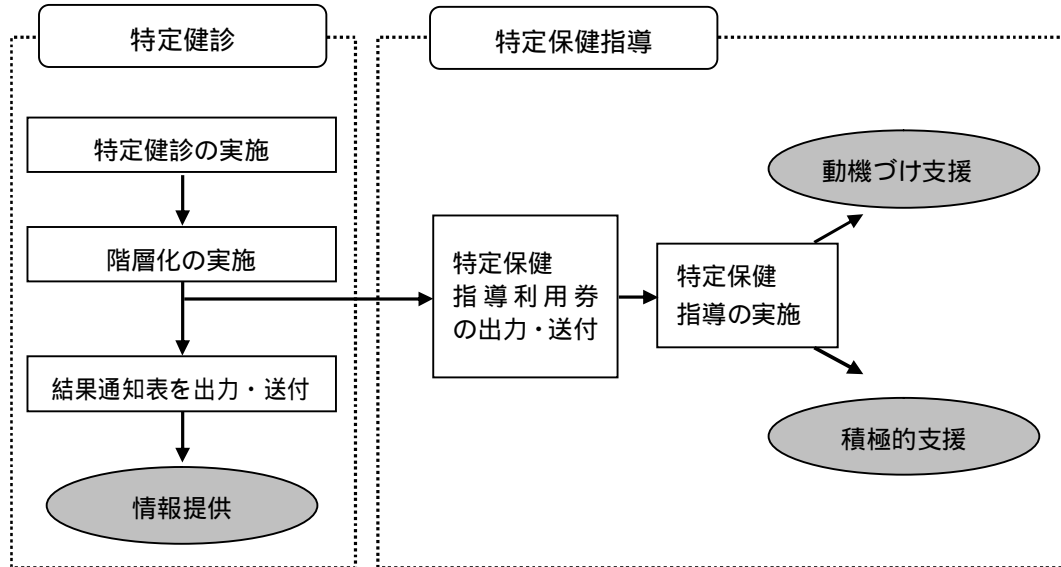 特定健診
特定健診の実施
階層化の実施
結果通知表を出力・送付
情報提供
特定保健指導
特定保健
指導利用券
の出力・送付
特定保健
指導の実施
動機づけ支援
積極的支援